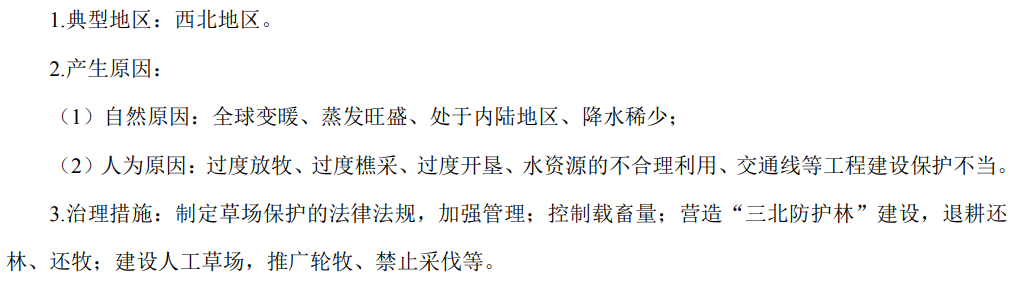 1.典型地区：西北地区。
2.产生原因：
（1）自然原因：全球变暖、蒸发旺盛、处于内陆地区、降水稀少；
（2）人为原因：过度放牧、过度樵采、过度开垦、水资源的不合理利用、交通线等工程建设保护不当。
3.治理措施：制定草场保护的法律法规，加强管理；控制载畜量；营造“三北防护林”建设，退耕还
林、还牧；建设人工草场，推广轮牧、禁止采伐等。